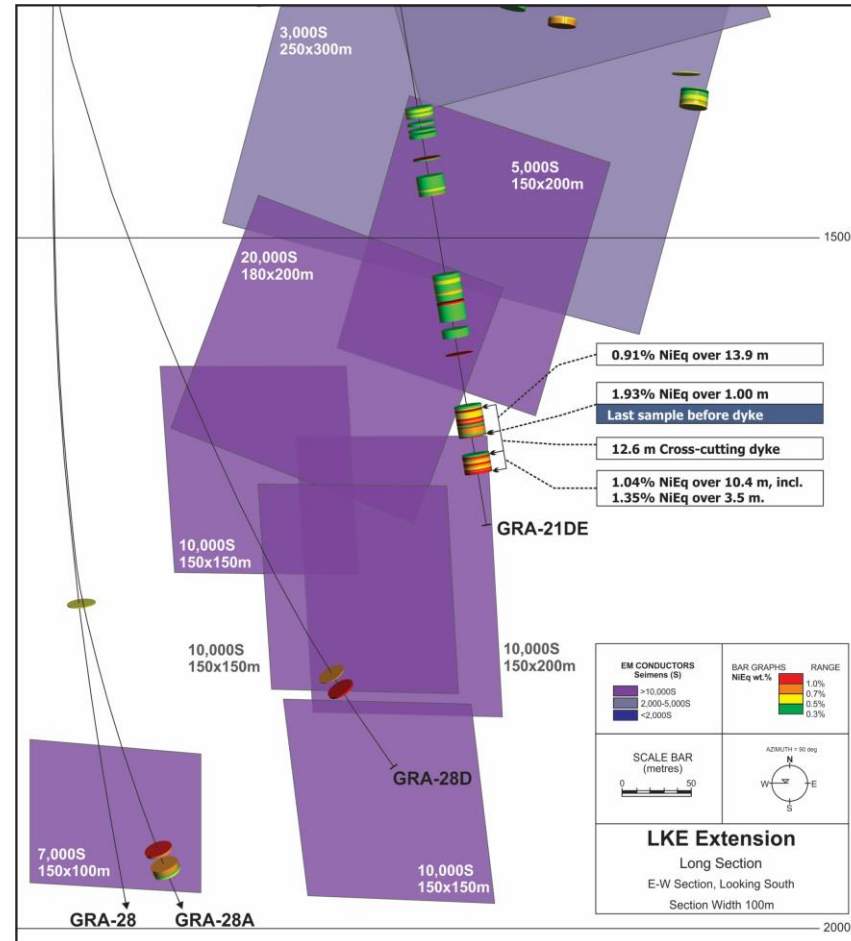 3,000S
250x300m
5,000S
150x200m
1500
20,000S
180x200m
0.91% NiEq over 13.9 m
1.93% NiEq over 1.00 m
Last sample before dyke
12.6 m Cross-cutting dyke
1.04% NiEq over 10.4 m, incl.
1.35% NiEq over 3.5 m.
GRA-21DE
10,000S
150x150m
10,000S
150x150m
10,000S
150x200m
GRA-28D
7,000S
150x100m
10,000S
150x150m
GRA-28
GRA-28A
EM CONDUCTORS
Seimens (S)
>10,000S
2,000-5,000S
<2,000S
BAR GRAPHS
RANGE
NiEq wt.%
1.0%
0.7%
0.5%
0.3%
SCALE BAR
(metres)
0 50
AZIMUTH = 90 deg
N
W
E
S
LKE Extension
Long Section
E-W Section, Looking South
Section Width 100m
2000